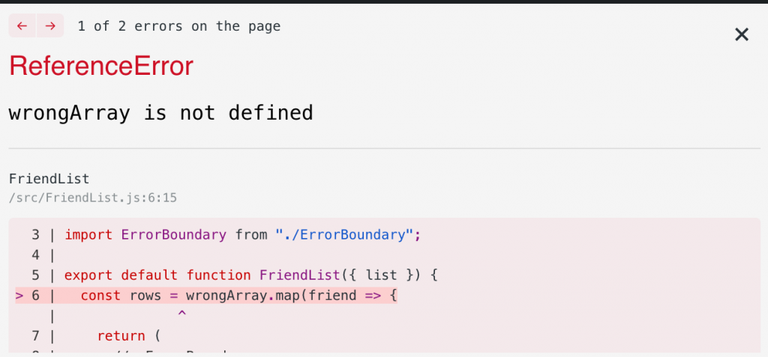 ← → 1 of 2 errors on the page ✕
ReferenceError
wrongArray is not defined
FriendList
/src/FriendList.js:6:15
3 | import ErrorBoundary from "./ErrorBoundary";
4 |
5 | export default function FriendList({ list }) {
> 6 |   const rows = wrongArray.map(friend => {
|                ^
7 |     return (